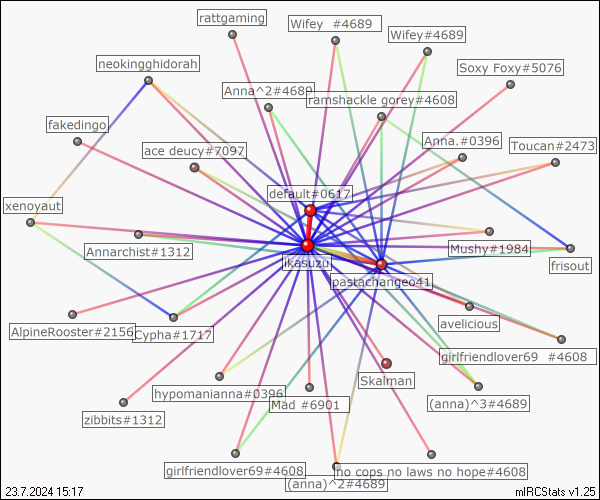 rattgaming
Wifey  #4689
Wifey#4689
neokingghidorah
Soxy Foxy#5076
Anna^2#4689
ramshackle gorey#4608
fakedingo
Anna.#0396
Toucan#2473
ace deucy#7097
default#0617
xenoyaut
Annarchist#1312
Mushy#1984
ikasuzu
frisout
pastachangeo41
avelicious
AlpineRooster#2156
Cypha#1717
girlfriendlover69  #4608
Skalman
hypomanianna#0396
Mad #6901
(anna)^3#4689
zibbits#1312
girlfriendlover69#4608
no cops no laws no hope#4608
(anna)^2#4689
23.7.2024 15:17
mIRCStats v1.25